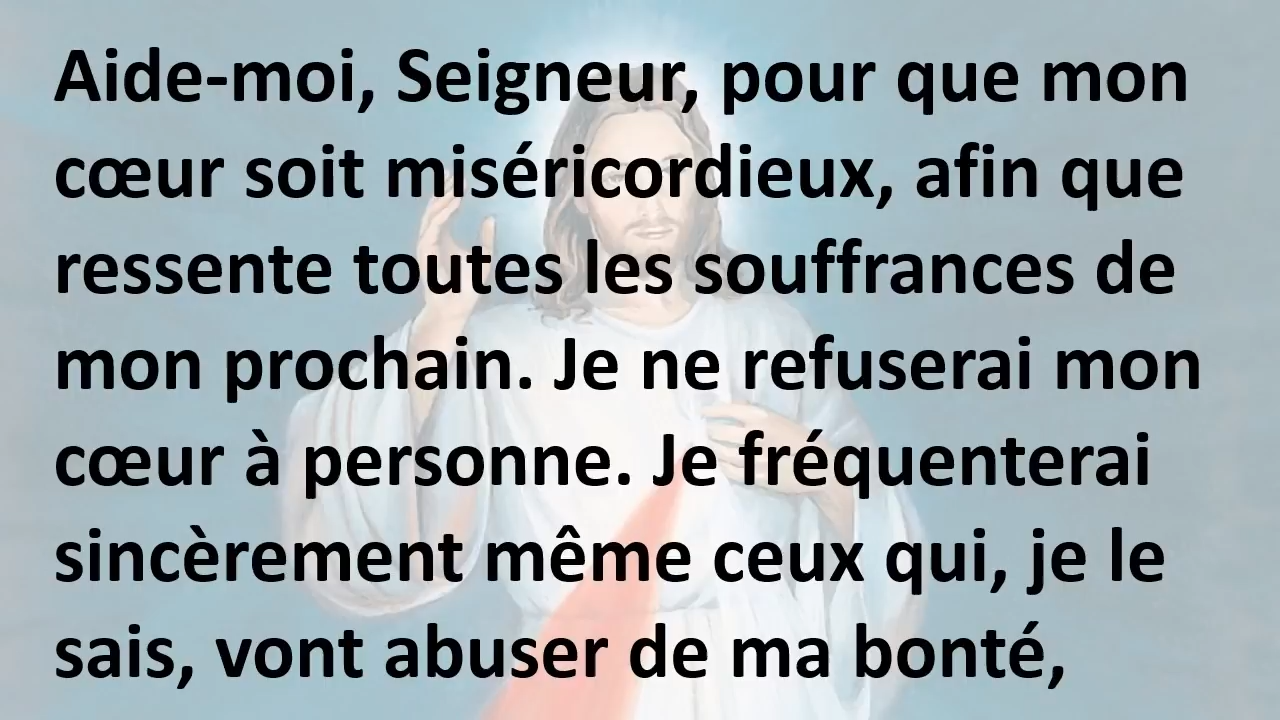 Aide-moi, Seigneur, pour que mon
cœur soit miséricordieux, afin que
ressente toutes les souffrances de
mon prochain. Je ne refuserai mon
cœur à personne. Je fréquenterai
sincèrement même ceux qui, je le
sais, vont abuser de ma bonté,